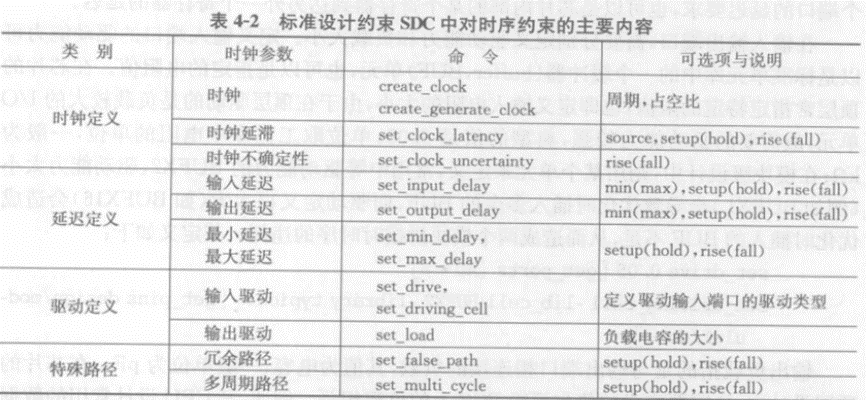 表 4-2 标准设计约束 SDC 中对时序约束的主要内容
类 别 时钟参数 命 令 可选项与说明
时钟定义 时钟 create_clock create_generate_clock 周期,占空比
时钟延滞 set_clock_latency source,setup(hold),rise(fall)
时钟不确定性 set_clock_uncertainty rise(fall)
延迟定义 输入延迟 set_input_delay min(max),setup(hold),rise(fall)
输出延迟 set_output_delay min(max),setup(hold),rise(fall)
最小延迟 最大延迟 set_min_delay, set_max_delay setup(hold),rise(fall)
驱动定义 输入驱动 set_drive, set_driving_cell 定义驱动输入端口的驱动类型
输出驱动 set_load 负载电容的大小
特殊路径 冗余路径 set_false_path setup(hold),rise(fall)
多周期路径 set_multi_cycle setup(hold),rise(fall)